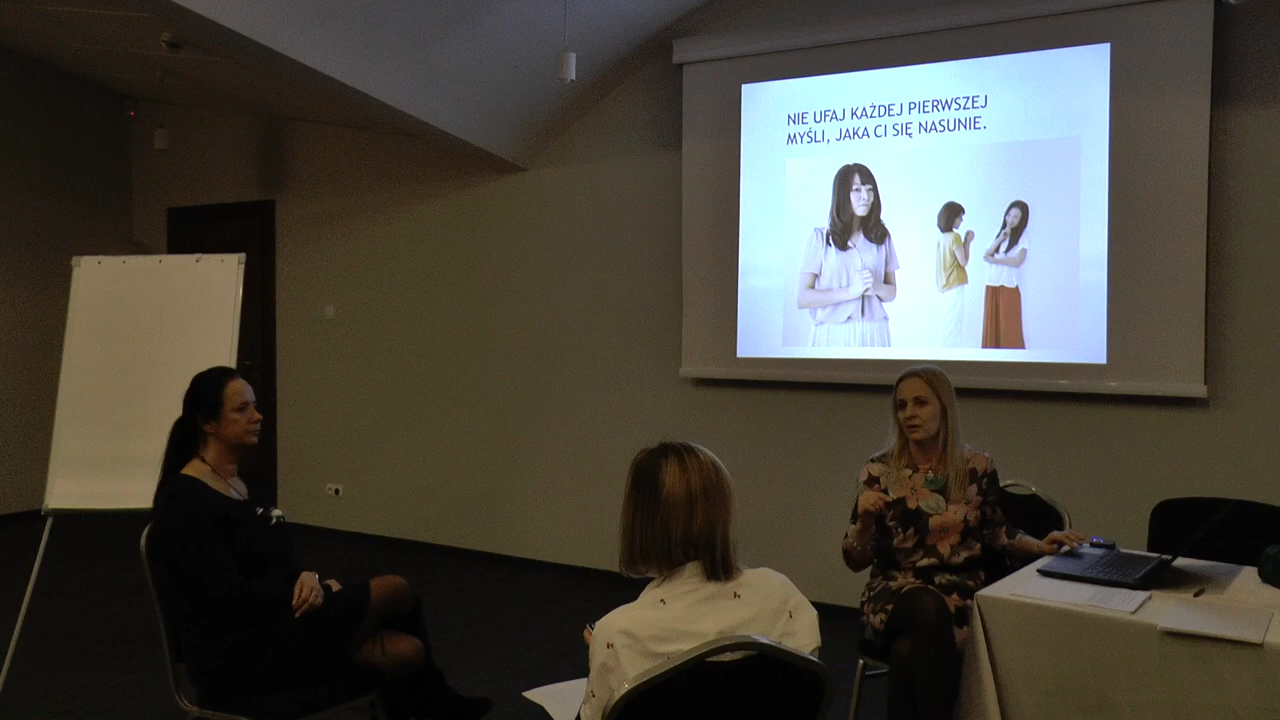 NIE UFAJ KAŻDEJ PIERWSZEJ
MYŚLI, JAKA CI SIĘ NASUNIE.